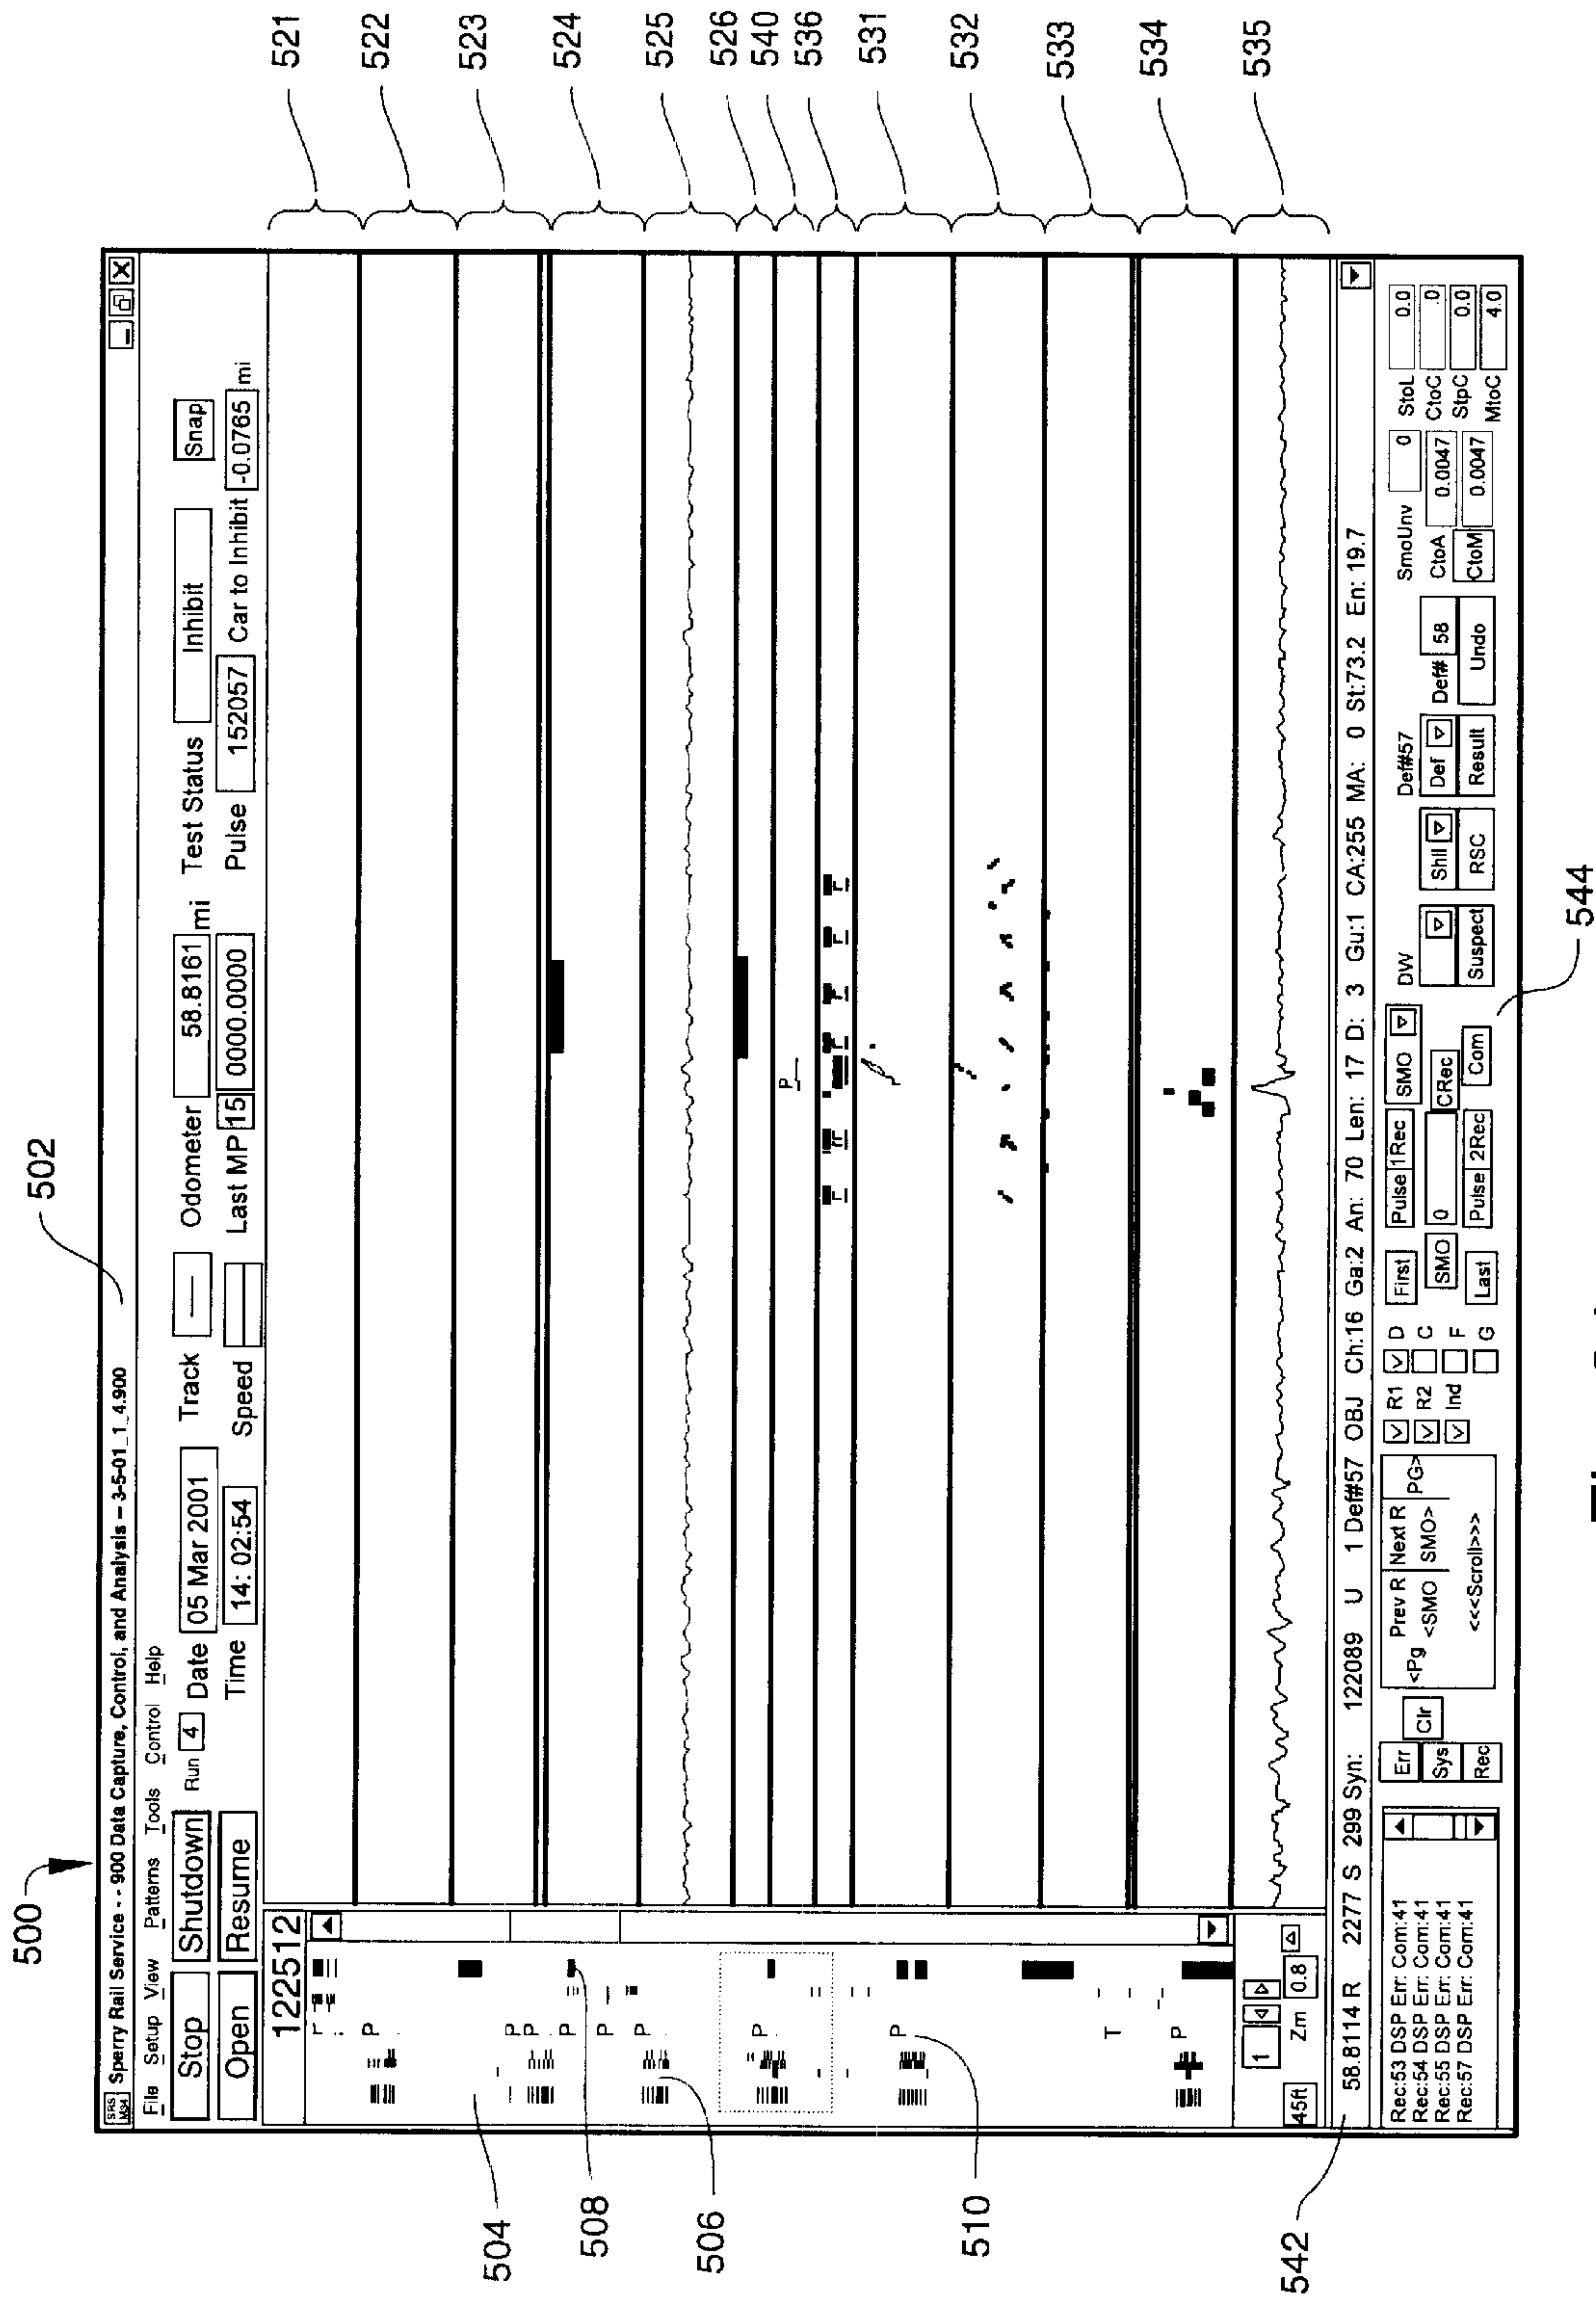 500
502
SRS
MS4
Sperry Rail Service - - 900 Data Capture, Control, and Analysis – 3-5-01_1_4.900
File Setup View Patterns Tools Control Help
Stop Shutdown Run 4 Date 05 Mar 2001 Track — Odometer 58.8161 mi Test Status Inhibit Snap
Open Resume Time 14: 02:54 Speed Last MP 15 0000.0000 Pulse 152057 Car to Inhibit -0.0765 mi
122512
P
P
P
P
P
P
P
P
T
P
P
1
45ft Zm 0.8
504
508
506
510
542
521
522
523
524
525
526
540
536
531
532
533
534
535
58.8114 R 2277 S 299 Syn: 122089 U 1 Def#57 OBJ Ch:16 Ga:2 An: 70 Len: 17 D: 3 Gu:1 CA:255 MA: 0 St:73.2 En: 19.7
Rec:53 DSP Err: Com:41
Rec:54 DSP Err: Com:41
Rec:55 DSP Err: Com:41
Rec:57 DSP Err: Com:41
Err
Sys
Rec
Clr
Prev R Next R
<Pg <SMO SMO> PG>
<<<Scroll>>>
R1 D
R2 C
Ind F
G
First Pulse 1Rec SMO
SMO 0 CRec
Last Pulse 2Rec Com
DW
Suspect
Shll
RSC
Def#57
Def Def# 58
Result Undo
SmoUnv 0 StoL 0.0
CtoA 0.0047 CtoC .0
StpC 0.0
CtoM 0.0047 MtoC 4.0
544